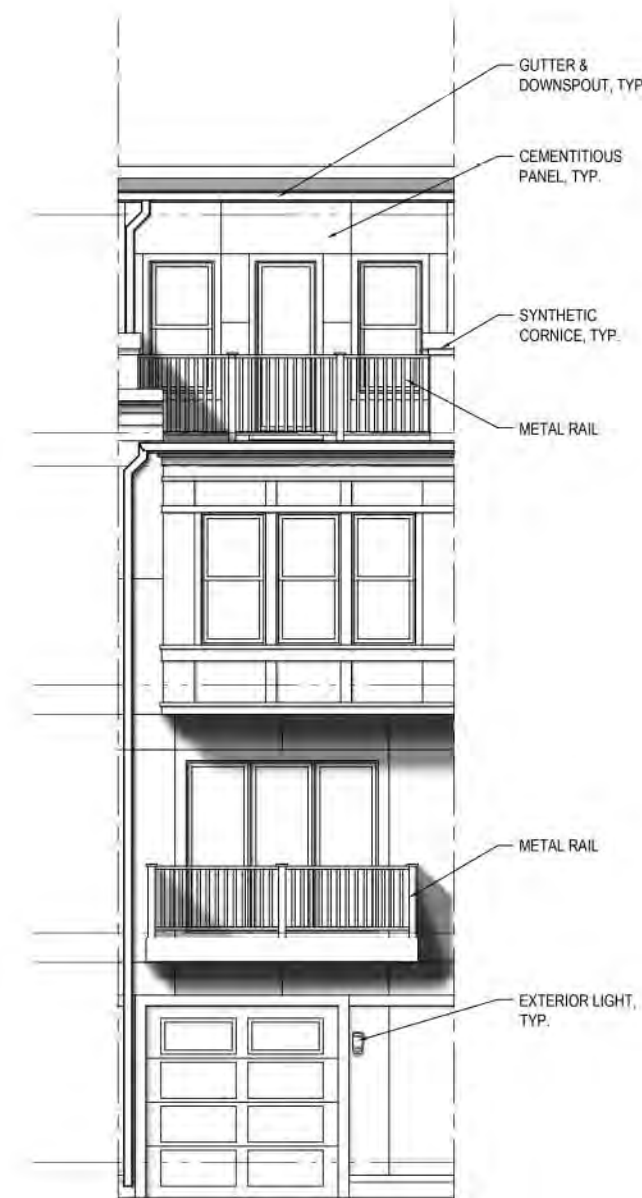 GUTTER &
DOWNSPOUT, TYP
CEMENTITIOUS
PANEL, TYP.
SYNTHETIC
CORNICE, TYP.
METAL RAIL
METAL RAIL
EXTERIOR LIGHT,
TYP.